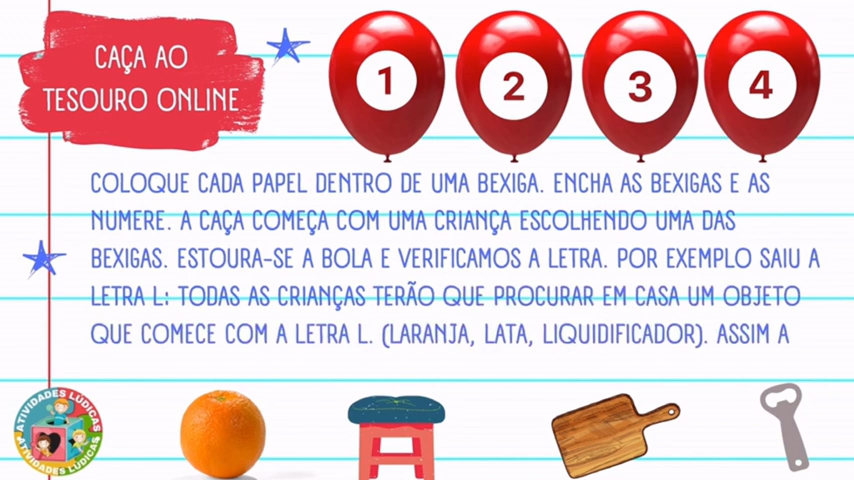 CAÇA AO
TESOURO ONLINE
1 2 3 4
COLOQUE CADA PAPEL DENTRO DE UMA BEXIGA. ENCHA AS BEXIGAS E AS
NUMERE. A CAÇA COMEÇA COM UMA CRIANÇA ESCOLHENDO UMA DAS
BEXIGAS. ESTOURA-SE A BOLA E VERIFICAMOS A LETRA. POR EXEMPLO SAIU A
LETRA L: TODAS AS CRIANÇAS TERÃO QUE PROCURAR EM CASA UM OBJETO
QUE COMECE COM A LETRA L. (LARANJA, LATA, LIQUIDIFICADOR). ASSIM A
ATIVIDADES LÚDICAS
ATIVIDADES LÚDICAS